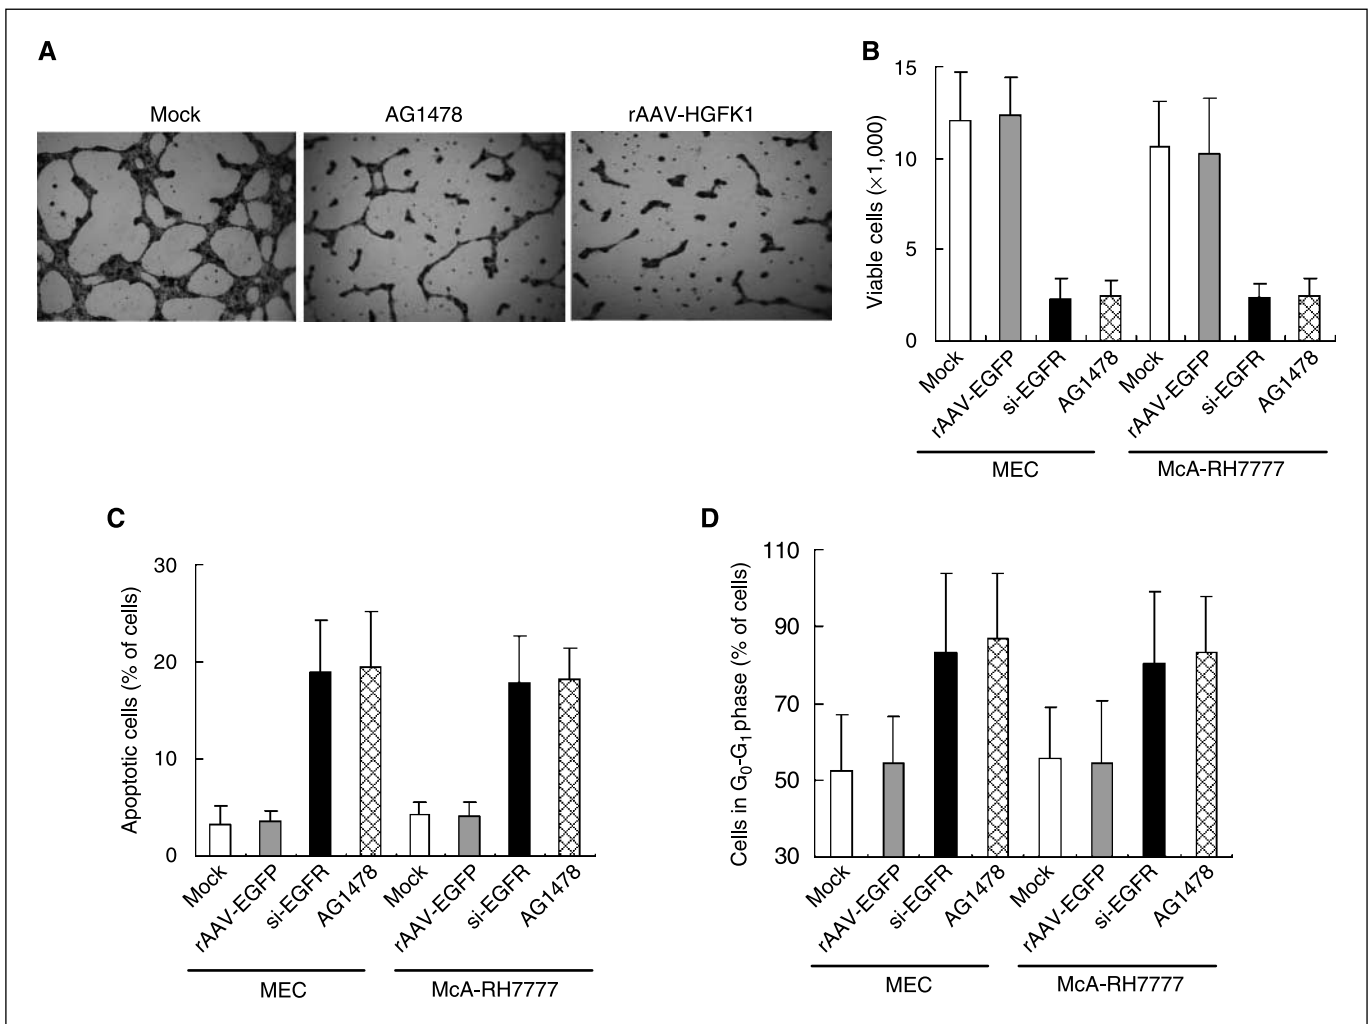 A
Mock
AG1478
rAAV-HGFK1
B
Viable cells (×1,000)
15
10
5
0
Mock
rAAV-EGFP
si-EGFR
AG1478
Mock
rAAV-EGFP
si-EGFR
AG1478
MEC
McA-RH7777
C
Apoptotic cells (% of cells)
30
20
10
0
Mock
rAAV-EGFP
si-EGFR
AG1478
Mock
rAAV-EGFP
si-EGFR
AG1478
MEC
McA-RH7777
D
Cells in G₀-G₁ phase (% of cells)
110
90
70
50
30
Mock
rAAV-EGFP
si-EGFR
AG1478
Mock
rAAV-EGFP
si-EGFR
AG1478
MEC
McA-RH7777